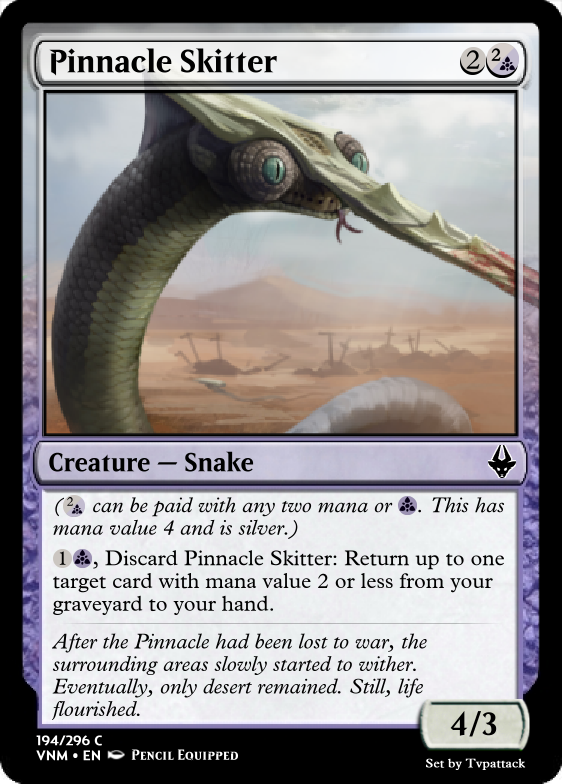 Pinnacle Skitter
2 2
Creature — Snake
(2 can be paid with any two mana or . This has
mana value 4 and is silver.)
1 , Discard Pinnacle Skitter: Return up to one
target card with mana value 2 or less from your
graveyard to your hand.
After the Pinnacle had been lost to war, the
surrounding areas slowly started to wither.
Eventually, only desert remained. Still, life
flourished.
4/3
194/296 C
VNM • EN Pencil Equipped
Set by Tvpattack